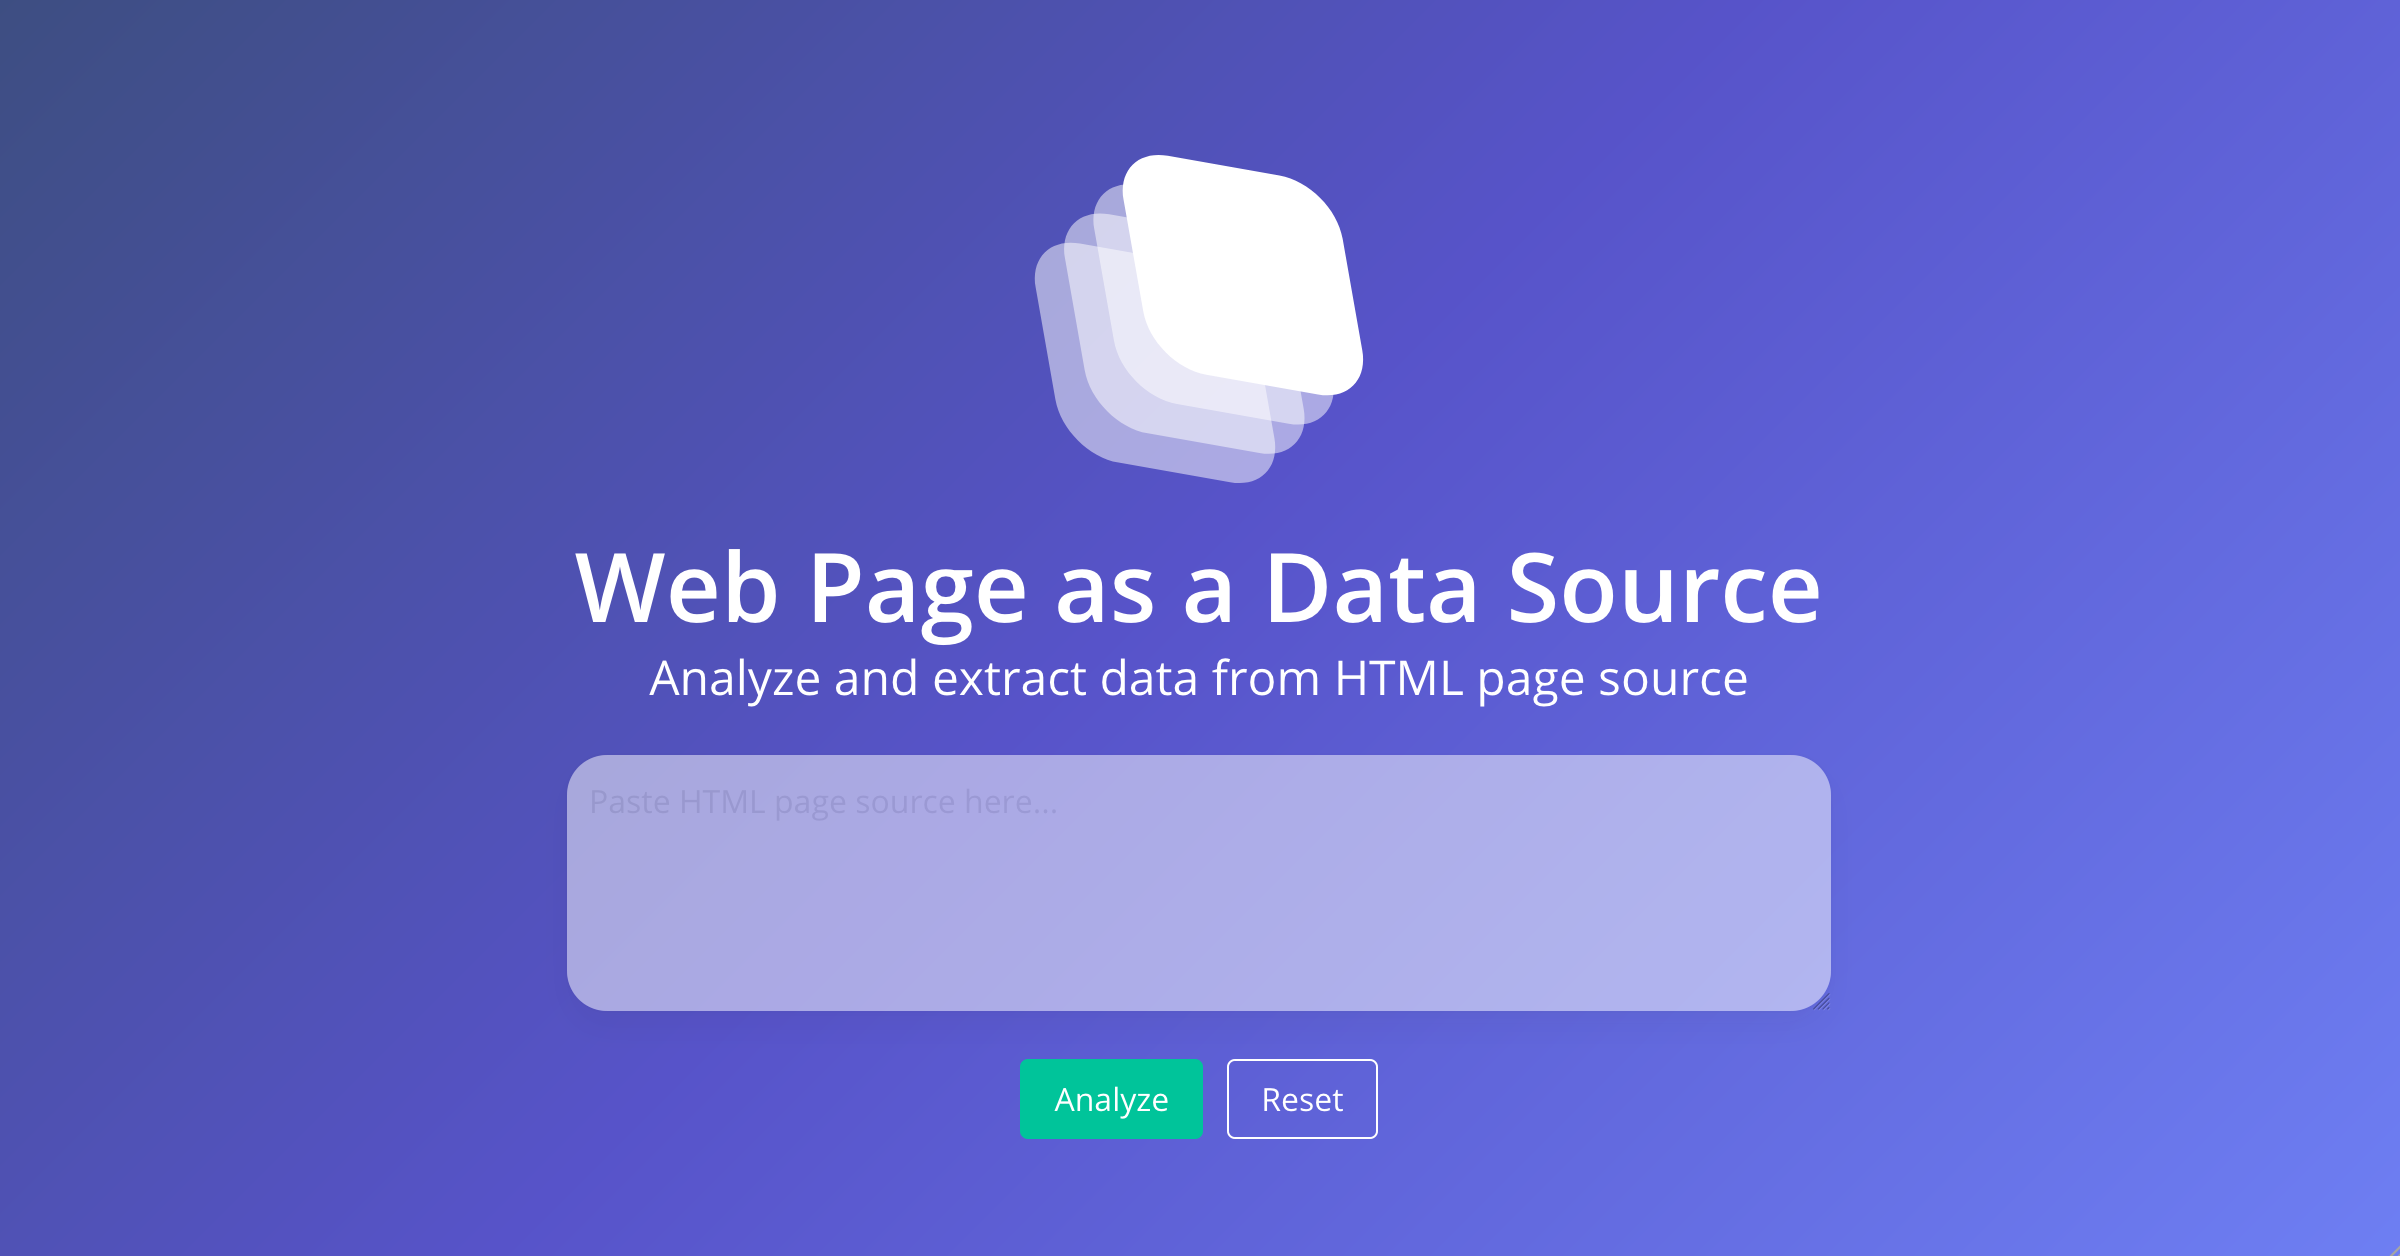 Web Page as a Data Source
Analyze and extract data from HTML page source
Paste HTML page source here...
Analyze
Reset